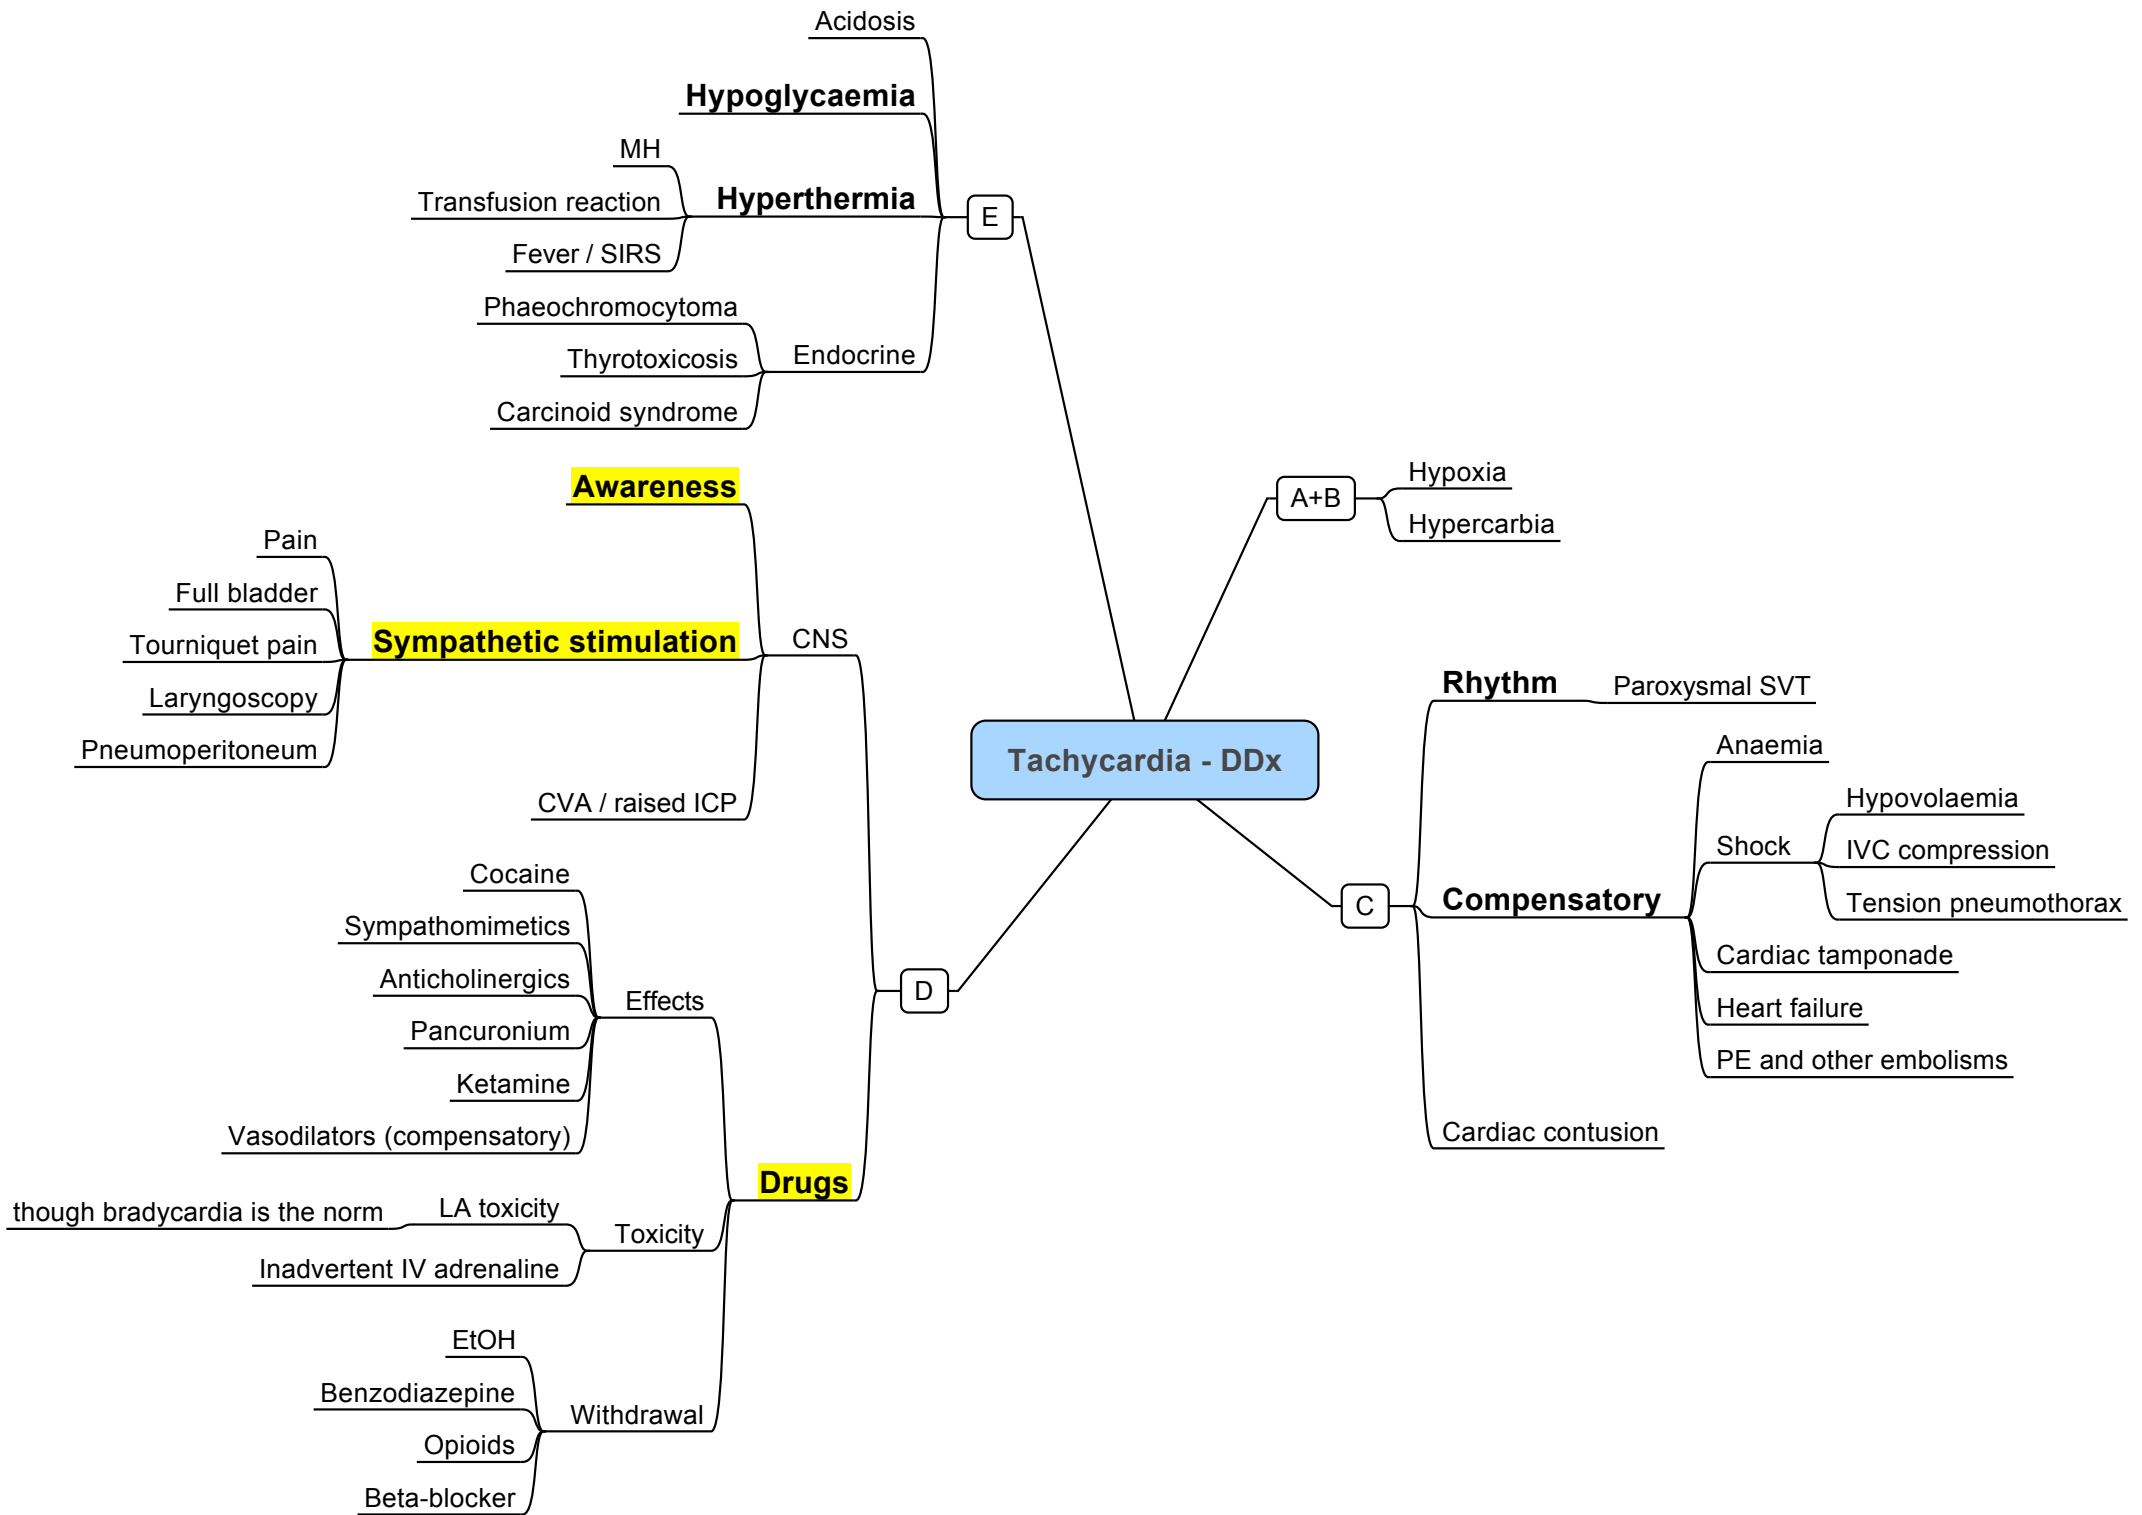 Tachycardia - DDx
A+B
Hypoxia
Hypercarbia
C
Rhythm
Paroxysmal SVT
Compensatory
Anaemia
Shock
Hypovolaemia
IVC compression
Tension pneumothorax
Cardiac tamponade
Heart failure
PE and other embolisms
Cardiac contusion
D
CNS
Awareness
Sympathetic stimulation
Pain
Full bladder
Tourniquet pain
Laryngoscopy
Pneumoperitoneum
CVA / raised ICP
Drugs
Effects
Cocaine
Sympathomimetics
Anticholinergics
Pancuronium
Ketamine
Vasodilators (compensatory)
Toxicity
LA toxicity
though bradycardia is the norm
Inadvertent IV adrenaline
Withdrawal
EtOH
Benzodiazepine
Opioids
Beta-blocker
E
Acidosis
Hypoglycaemia
Hyperthermia
MH
Transfusion reaction
Fever / SIRS
Endocrine
Phaeochromocytoma
Thyrotoxicosis
Carcinoid syndrome